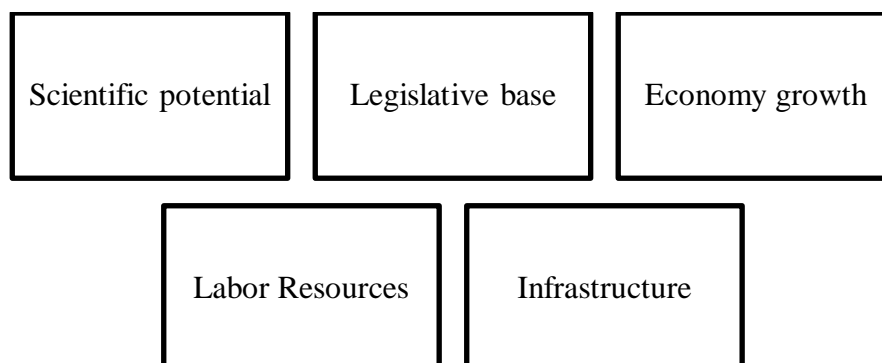 Scientific potential
Legislative base
Economy growth
Labor Resources
Infrastructure